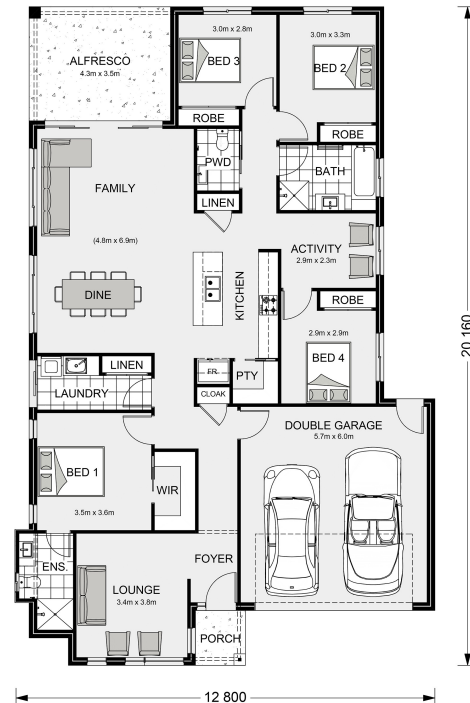 3.0m x 2.8m
BED 3
3.0m x 3.3m
BED 2
ALFRESCO
4.3m x 3.5m
ROBE
ROBE
PWD
BATH
FAMILY
LINEN
(4.8m x 6.9m)
ACTIVITY
2.9m x 2.3m
KITCHEN
DINE
ROBE
2.9m x 2.9m
BED 4
20 160
LINEN
FR.
PTY
LAUNDRY
CLOAK
DOUBLE GARAGE
5.7m x 6.0m
BED 1
WIR
3.5m x 3.6m
ENS.
FOYER
LOUNGE
3.4m x 3.8m
PORCH
12 800